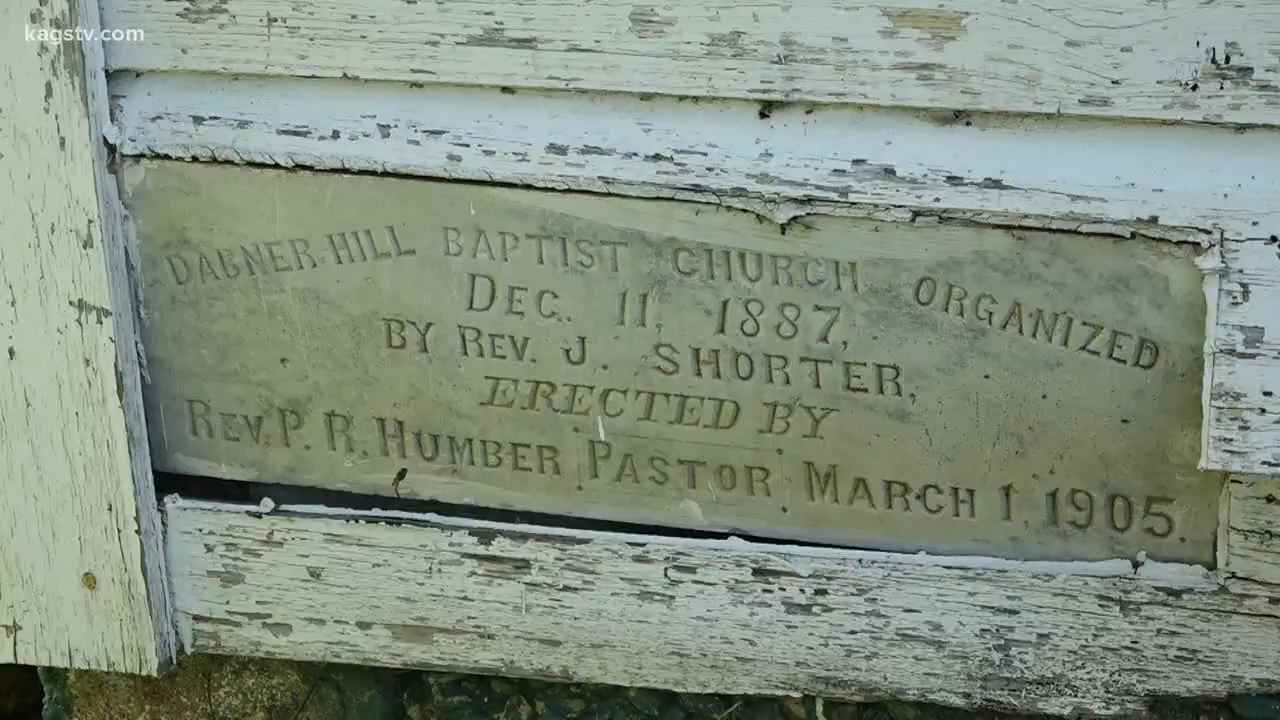 kagstv.com
DABNER HILL BAPTIST CHURCH ORGANIZED
DEC. 11, 1887,
BY REV. J. SHORTER,
ERECTED BY
REV. P. R. HUMBER PASTOR MARCH 1, 1905.